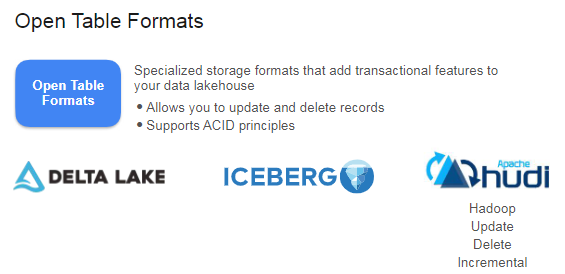 Open Table Formats
Open Table
Formats
Specialized storage formats that add transactional features to
your data lakehouse
• Allows you to update and delete records
• Supports ACID principles
DELTA LAKE
ICEBERG
Apache
hudi
Hadoop
Update
Delete
Incremental